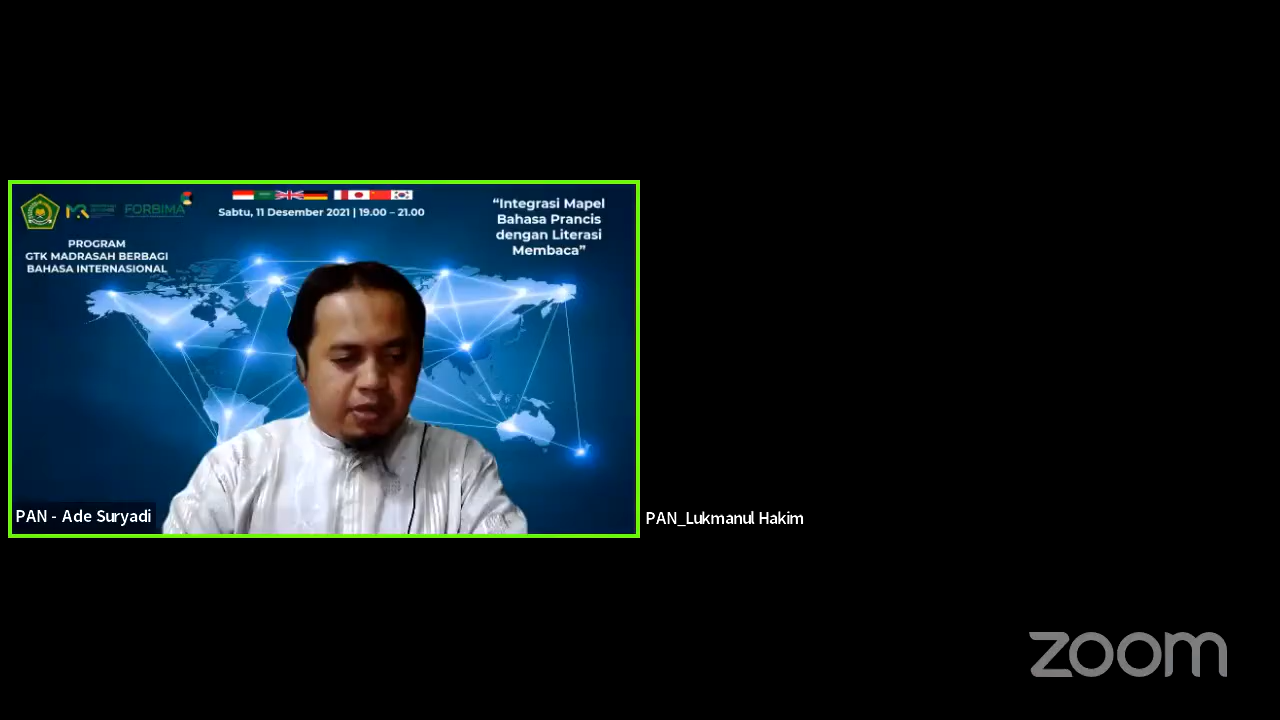 FORBIMA
Sabtu, 11 Desember 2021 | 19.00 – 21.00
“Integrasi Mapel
Bahasa Prancis
dengan Literasi
Membaca”
PROGRAM
GTK MADRASAH BERBAGI
BAHASA INTERNASIONAL
PAN - Ade Suryadi
PAN_Lukmanul Hakim
zoom